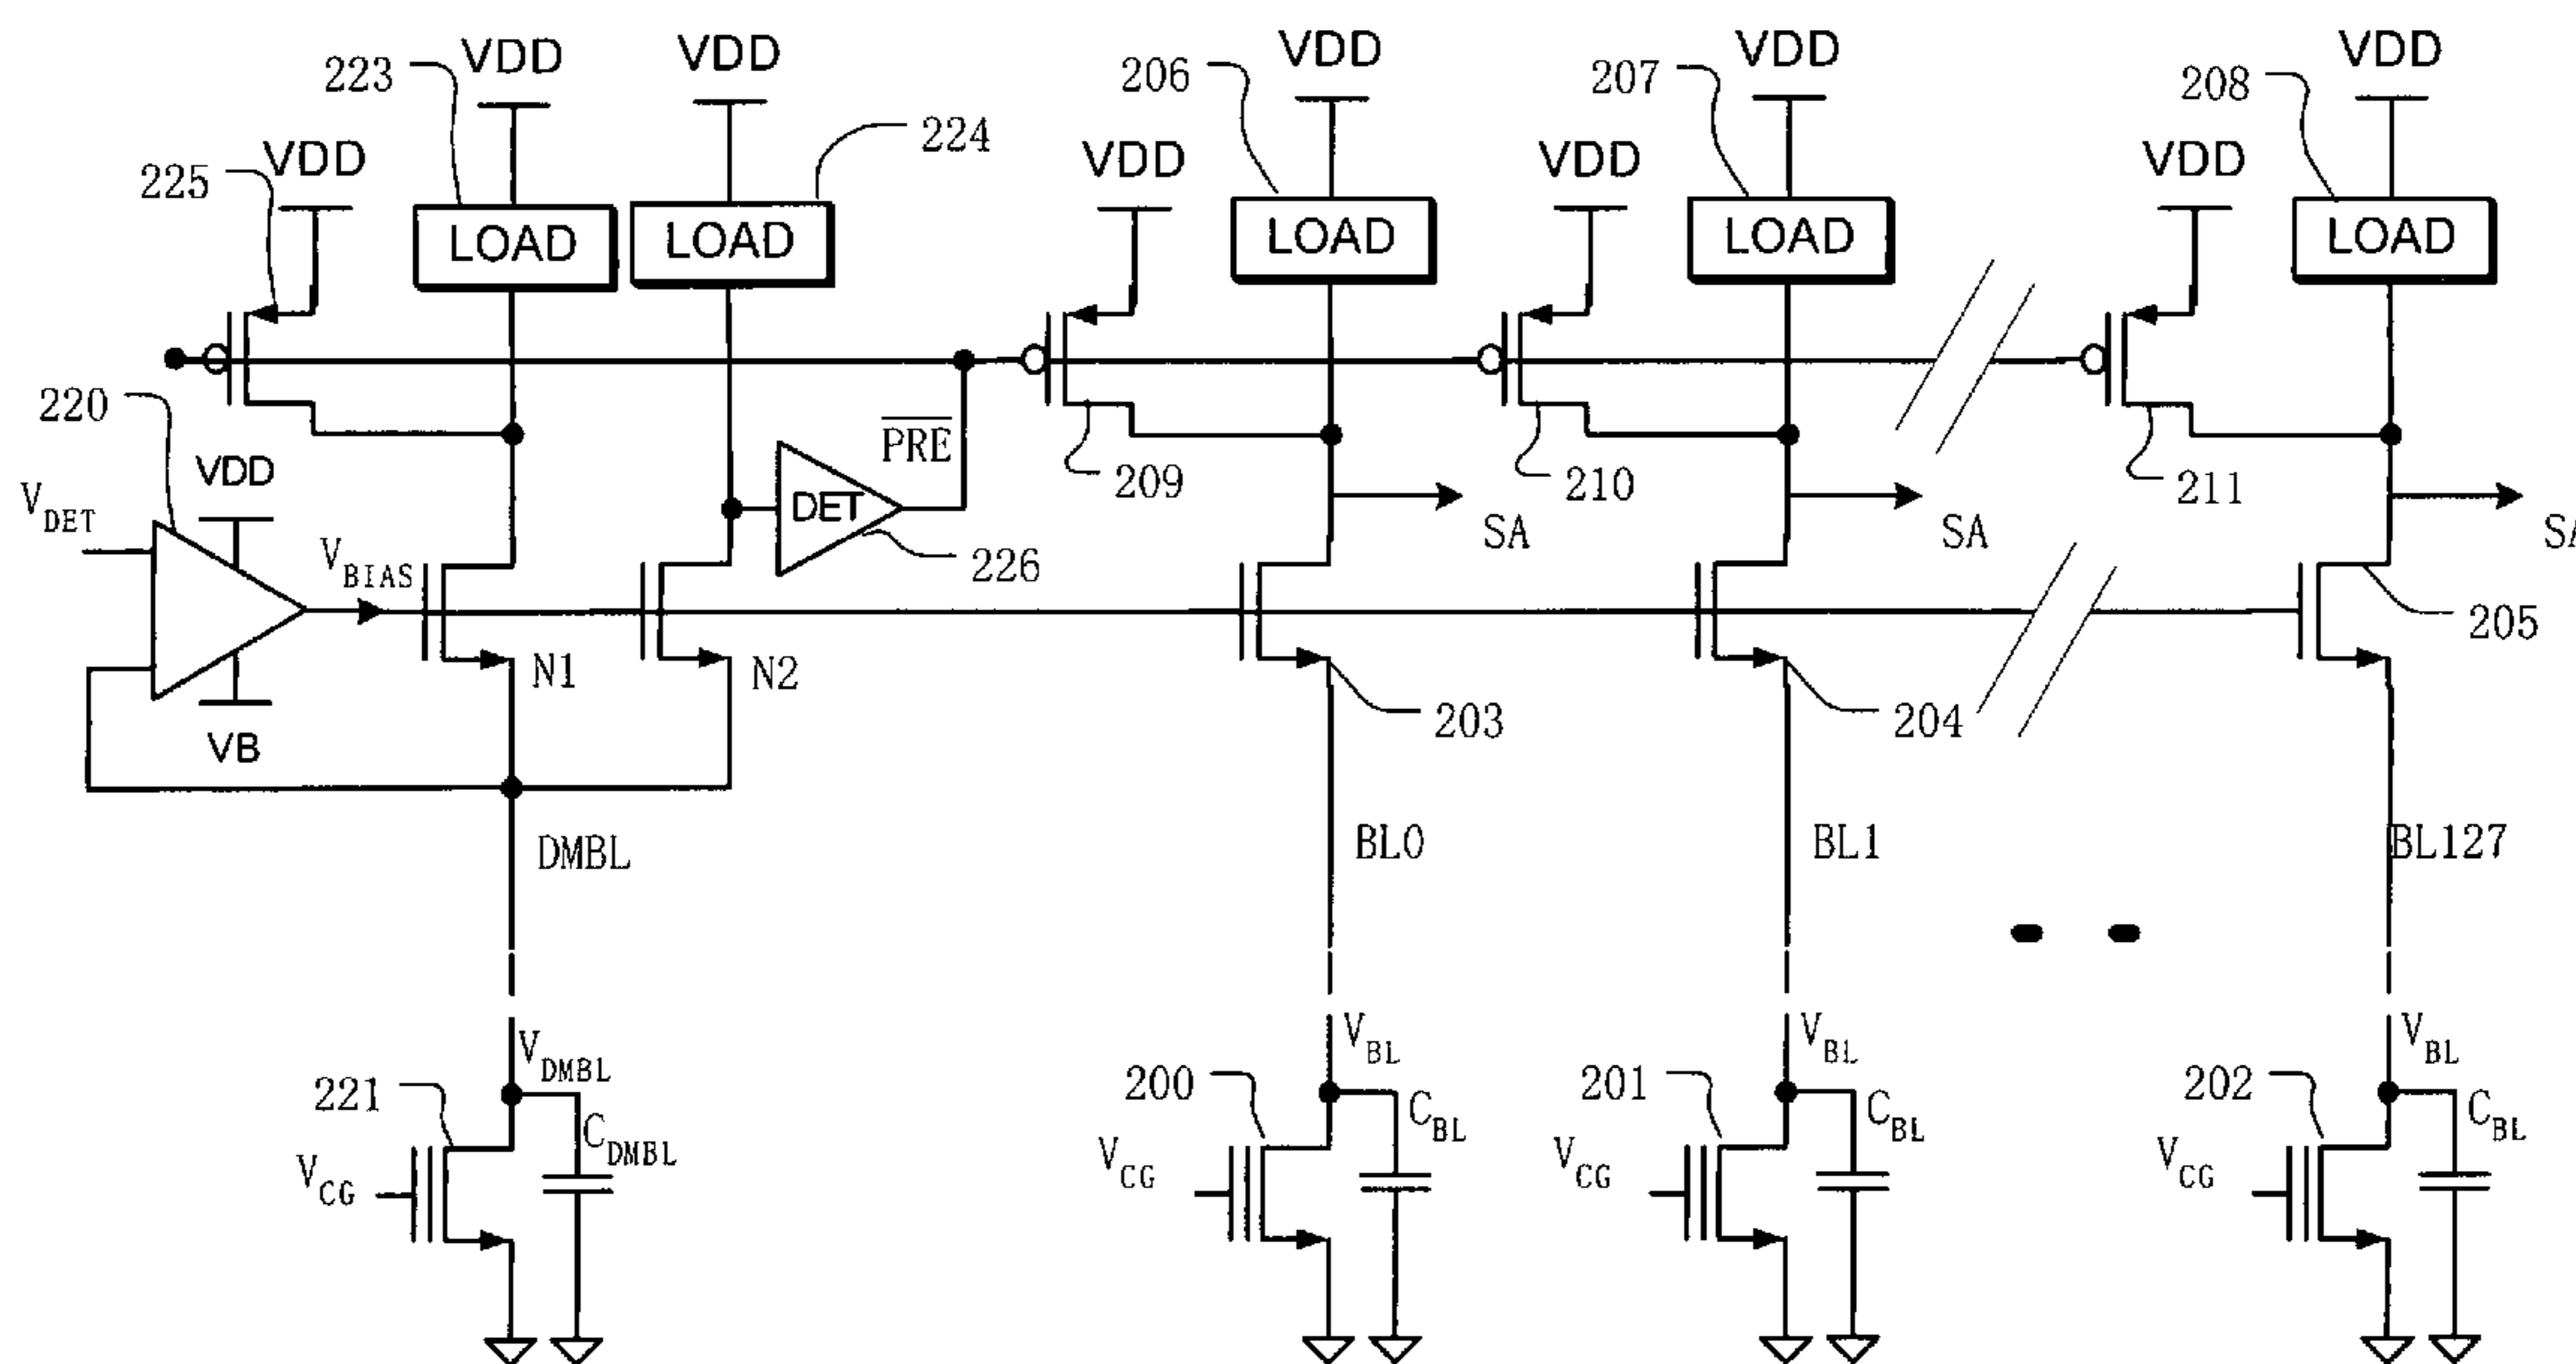 223
VDD
VDD
224
206
VDD
207
VDD
208
VDD
225
VDD
LOAD
LOAD
VDD
LOAD
VDD
LOAD
VDD
LOAD
220
PRE
209
210
211
V_DET
VDD
V_BIAS
DET
226
SA
SA
SA
VB
N1
N2
203
204
205
DMBL
BL0
BL1
BL127
V_DMBL
V_BL
V_BL
V_BL
221
C_DMBL
200
C_BL
201
C_BL
202
C_BL
V_CG
V_CG
V_CG
V_CG